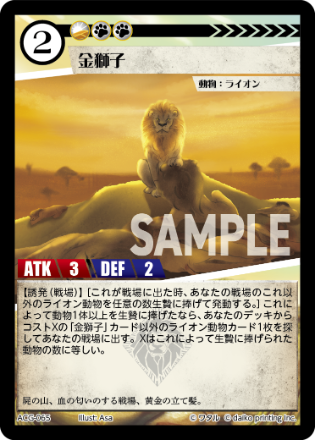 2
金獅子
動物：ライオン
SAMPLE
ATK 3 DEF 2
【誘発（戦場）】［これが戦場に出た時、あなたの戦場のこれ以
外のライオン動物を任意の数生贄に捧げて発動する。］これに
よって動物1体以上を生贄に捧げたなら、あなたのデッキから
コストXの「金獅子」カード以外のライオン動物カード1枚を探
してあなたの戦場に出す。Xはこれによって生贄に捧げられた
動物の数に等しい。
屍の山、血の匂いのする戦場、黄金の立て髪。
ACG-065 Illust: Asa © ワタル © daiko printing inc.